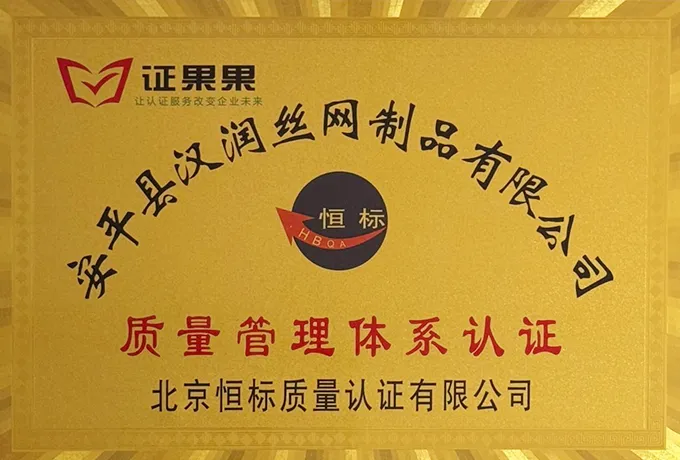 证果果
让认证服务改变企业未来
安平县汉润丝网制品有限公司
恒标
HBQA
质量管理体系认证
北京恒标质量认证有限公司